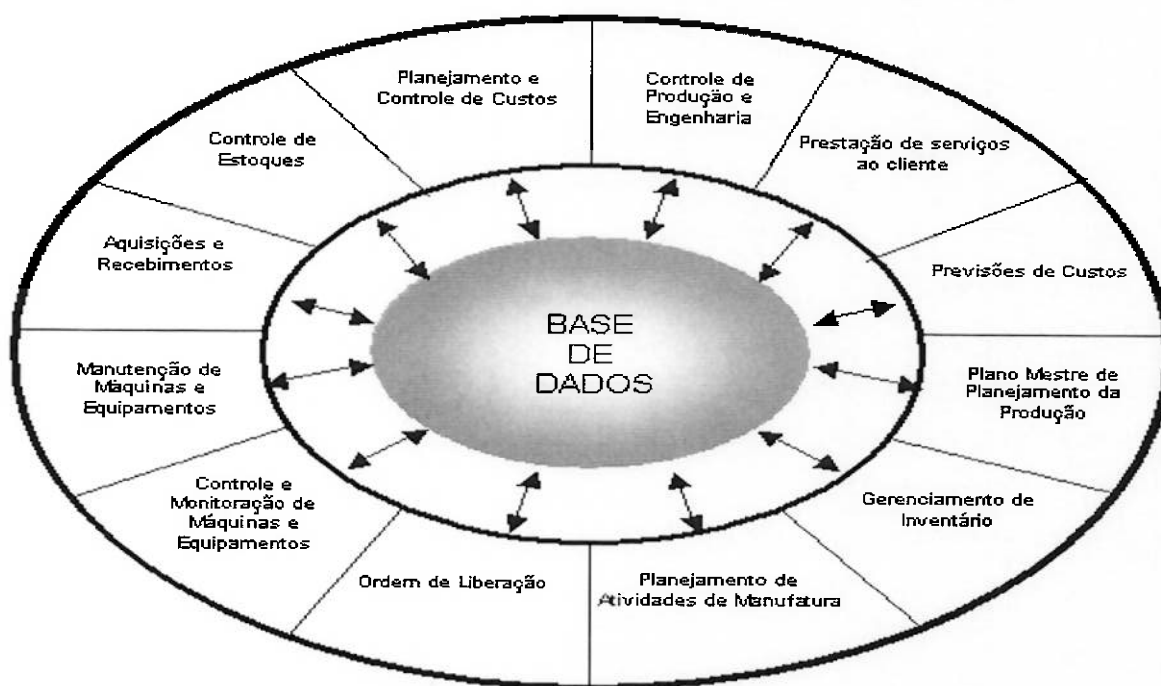 Planejamento e
Controle de Custos
Controle de
Produção e
Engenharia
Prestação de serviços
ao cliente
Previsões de Custos
Plano Mestre de
Planejamento da
Produção
Gerenciamento de
Inventário
Planejamento de
Atividades de Manufatura
Ordem de Liberação
Controle e
Monitoração de
Máquinas e
Equipamentos
Manutenção de
Máquinas e
Equipamentos
Aquisições e
Recebimentos
Controle de
Estoques
BASE
DE
DADOS